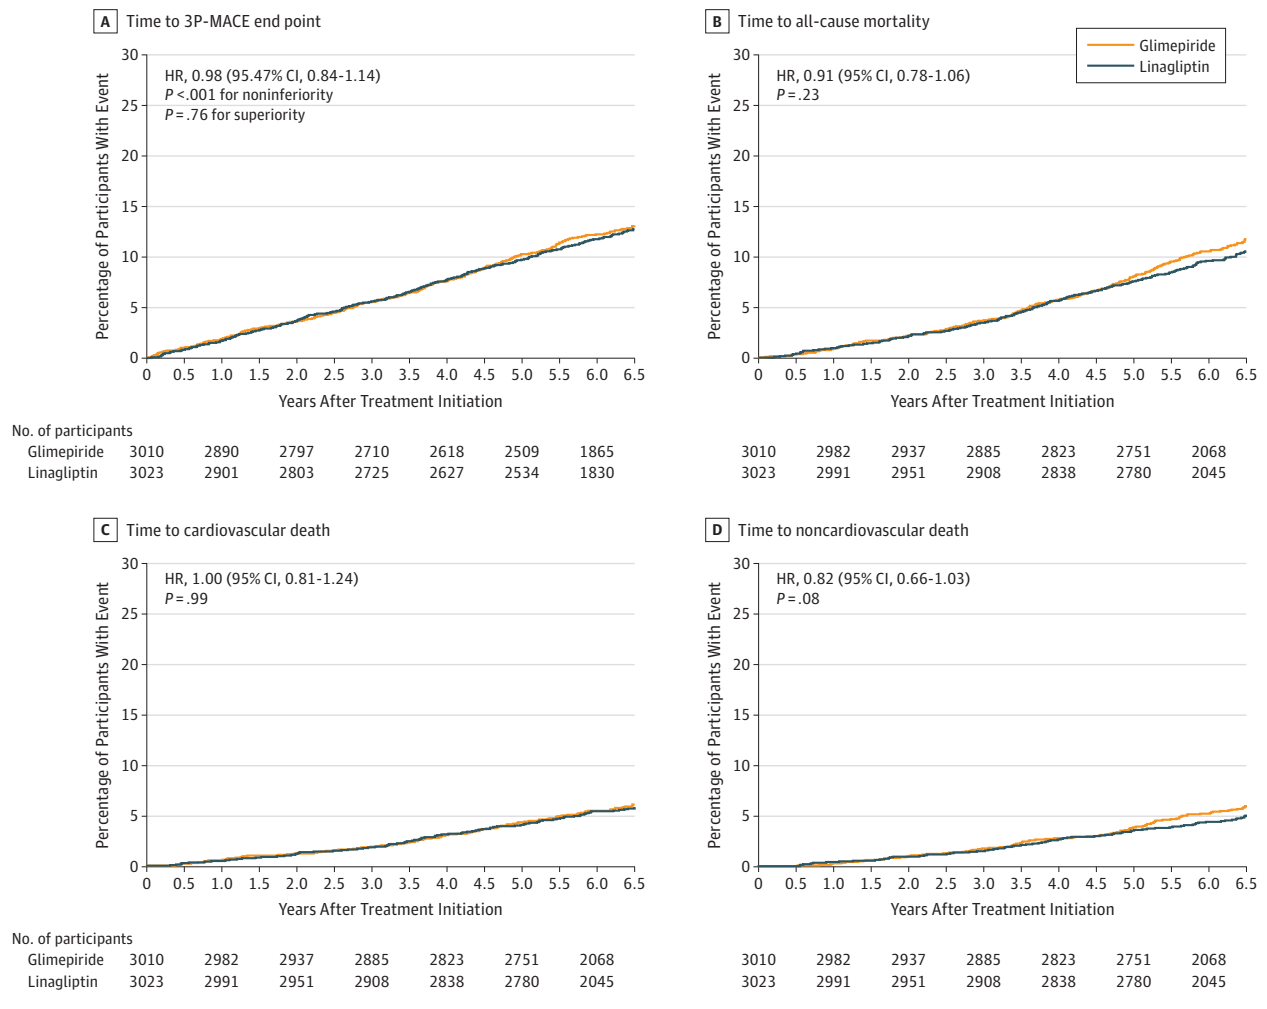 A Time to 3P-MACE end point
30
25
20
15
10
5
0
Percentage of Participants With Event
HR, 0.98 (95.47% CI, 0.84-1.14)
P <.001 for noninferiority
P = .76 for superiority
0 0.5 1.0 1.5 2.0 2.5 3.0 3.5 4.0 4.5 5.0 5.5 6.0 6.5
Years After Treatment Initiation
No. of participants
Glimepiride 3010 2890 2797 2710 2618 2509 1865
Linagliptin 3023 2901 2803 2725 2627 2534 1830
B Time to all-cause mortality
Glimepiride
Linagliptin
30
25
20
15
10
5
0
Percentage of Participants With Event
HR, 0.91 (95% CI, 0.78-1.06)
P = .23
0 0.5 1.0 1.5 2.0 2.5 3.0 3.5 4.0 4.5 5.0 5.5 6.0 6.5
Years After Treatment Initiation
3010 2982 2937 2885 2823 2751 2068
3023 2991 2951 2908 2838 2780 2045
C Time to cardiovascular death
30
25
20
15
10
5
0
Percentage of Participants With Event
HR, 1.00 (95% CI, 0.81-1.24)
P = .99
0 0.5 1.0 1.5 2.0 2.5 3.0 3.5 4.0 4.5 5.0 5.5 6.0 6.5
Years After Treatment Initiation
No. of participants
Glimepiride 3010 2982 2937 2885 2823 2751 2068
Linagliptin 3023 2991 2951 2908 2838 2780 2045
D Time to noncardiovascular death
30
25
20
15
10
5
0
Percentage of Participants With Event
HR, 0.82 (95% CI, 0.66-1.03)
P = .08
0 0.5 1.0 1.5 2.0 2.5 3.0 3.5 4.0 4.5 5.0 5.5 6.0 6.5
Years After Treatment Initiation
3010 2982 2937 2885 2823 2751 2068
3023 2991 2951 2908 2838 2780 2045